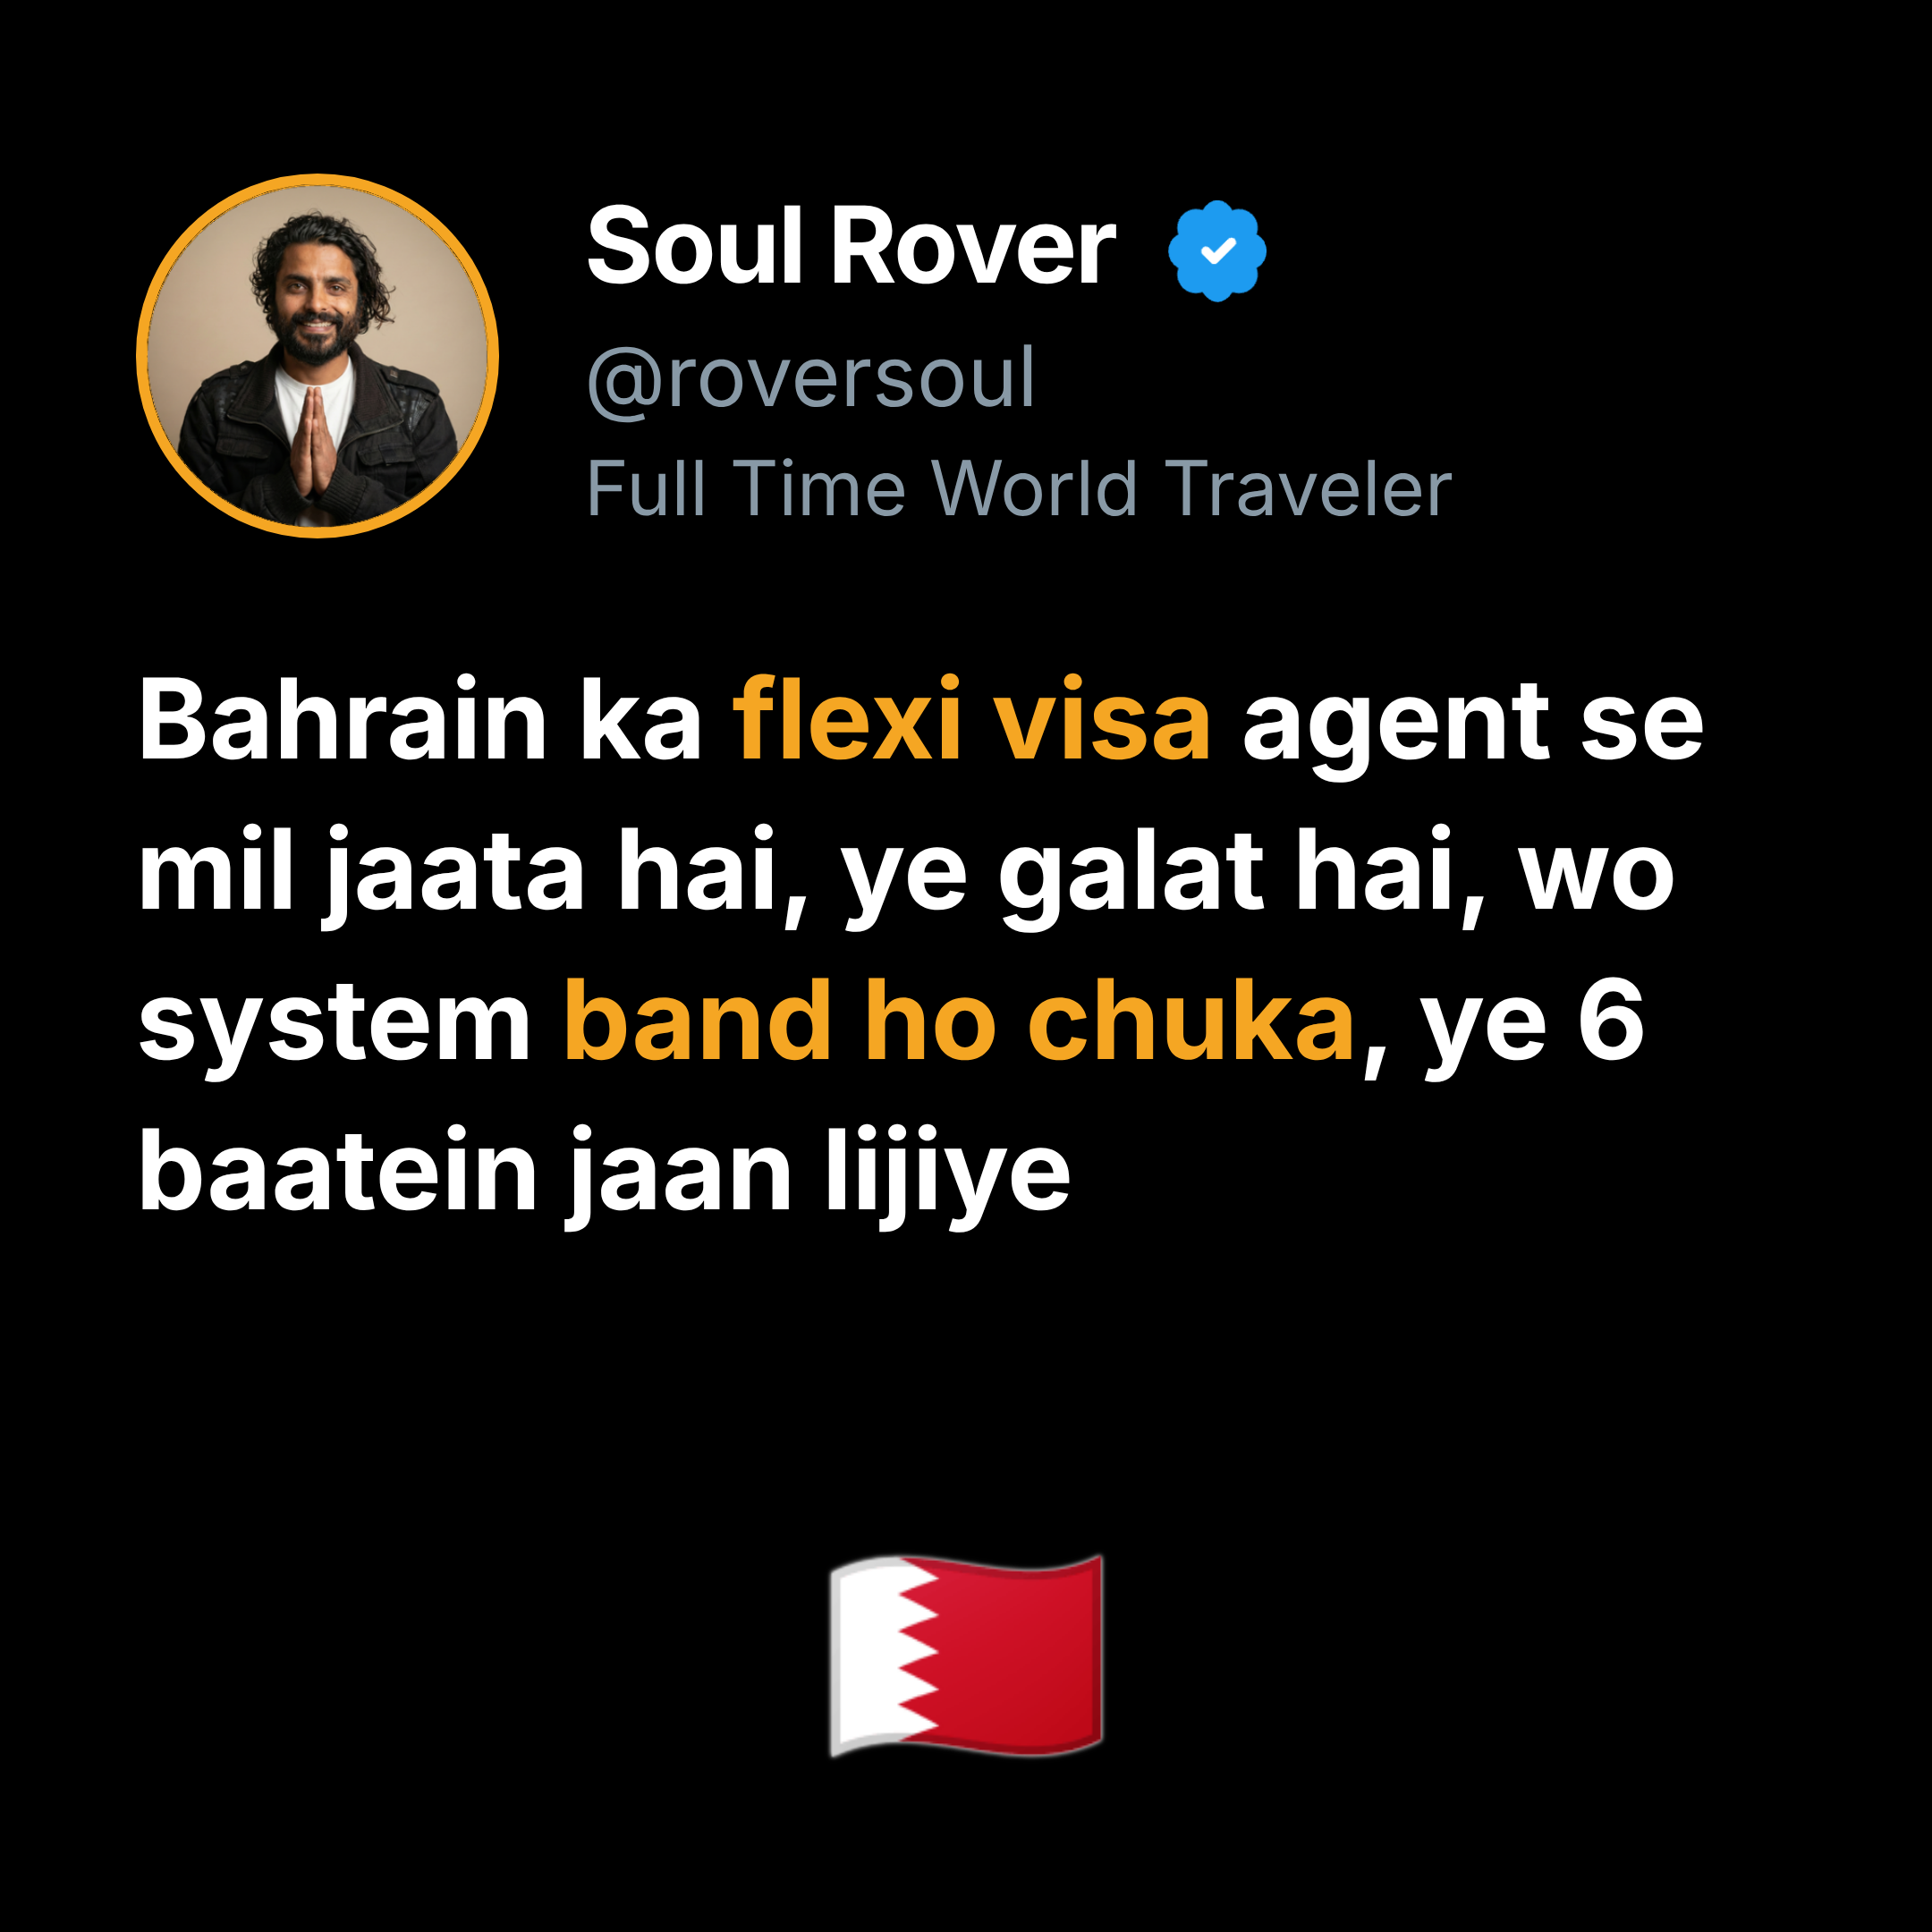 Soul Rover
@roversoul
Full Time World Traveler
Bahrain ka flexi visa agent se
mil jaata hai, ye galat hai, wo
system band ho chuka, ye 6
baatein jaan lijiye